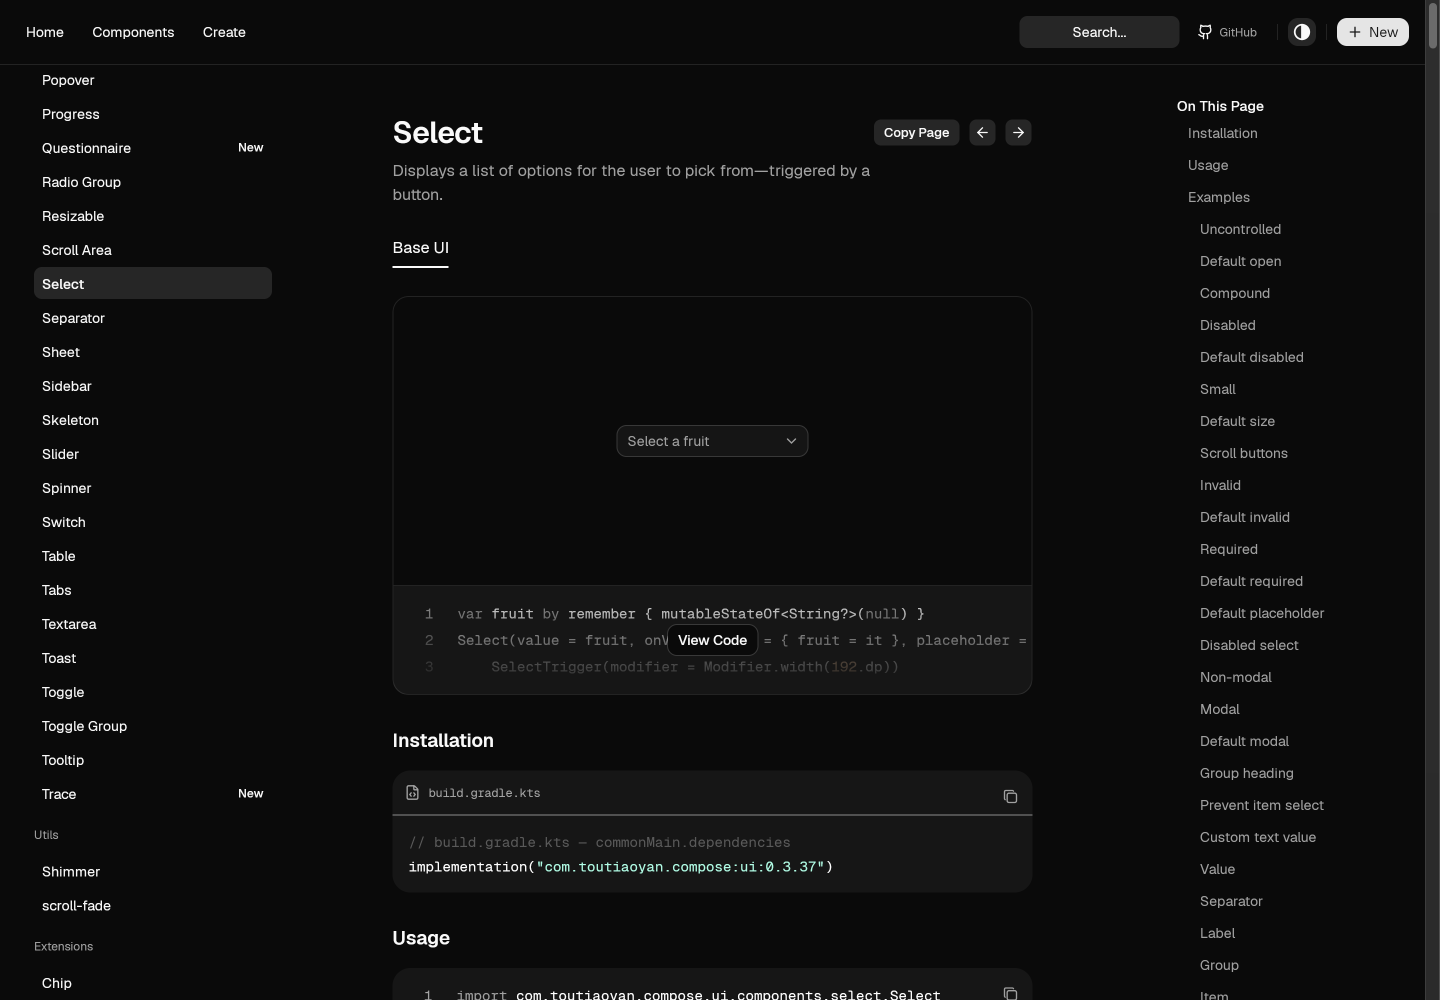 Home
Components
Create
Search...
GitHub
New
Popover
Progress
Questionnaire New
Radio Group
Resizable
Scroll Area
Select
Separator
Sheet
Sidebar
Skeleton
Slider
Spinner
Switch
Table
Tabs
Textarea
Toast
Toggle
Toggle Group
Tooltip
Trace New
Utils
Shimmer
scroll-fade
Extensions
Chip
Select
Copy Page
Displays a list of options for the user to pick from—triggered by a
button.
Base UI
Select a fruit
1 var fruit by remember { mutableStateOf<String?>(null) }
2 Select(value = fruit, onV View Code = { fruit = it }, placeholder =
3 SelectTrigger(modifier = Modifier.width(192.dp))
Installation
build.gradle.kts
// build.gradle.kts — commonMain.dependencies
implementation("com.toutiaoyan.compose:ui:0.3.37")
Usage
1 import com.toutiaoyan.compose.ui.components.select.Select
On This Page
Installation
Usage
Examples
Uncontrolled
Default open
Compound
Disabled
Default disabled
Small
Default size
Scroll buttons
Invalid
Default invalid
Required
Default required
Default placeholder
Disabled select
Non-modal
Modal
Default modal
Group heading
Prevent item select
Custom text value
Value
Separator
Label
Group
Item